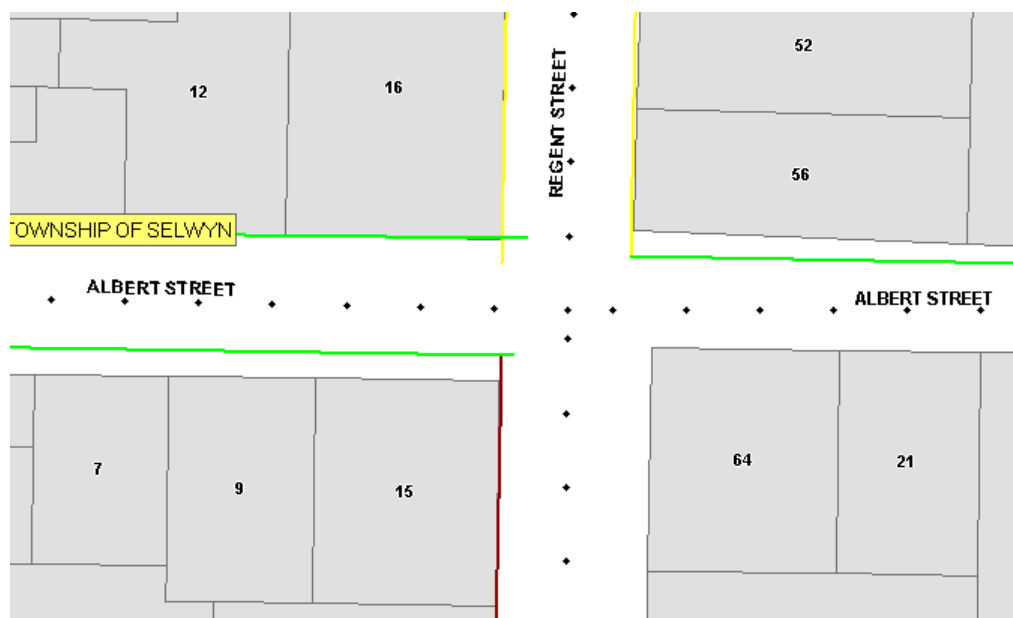 52
12
16
REGENT STREET
56
TOWNSHIP OF SELWYN
ALBERT STREET
ALBERT STREET
7
9
15
64
21